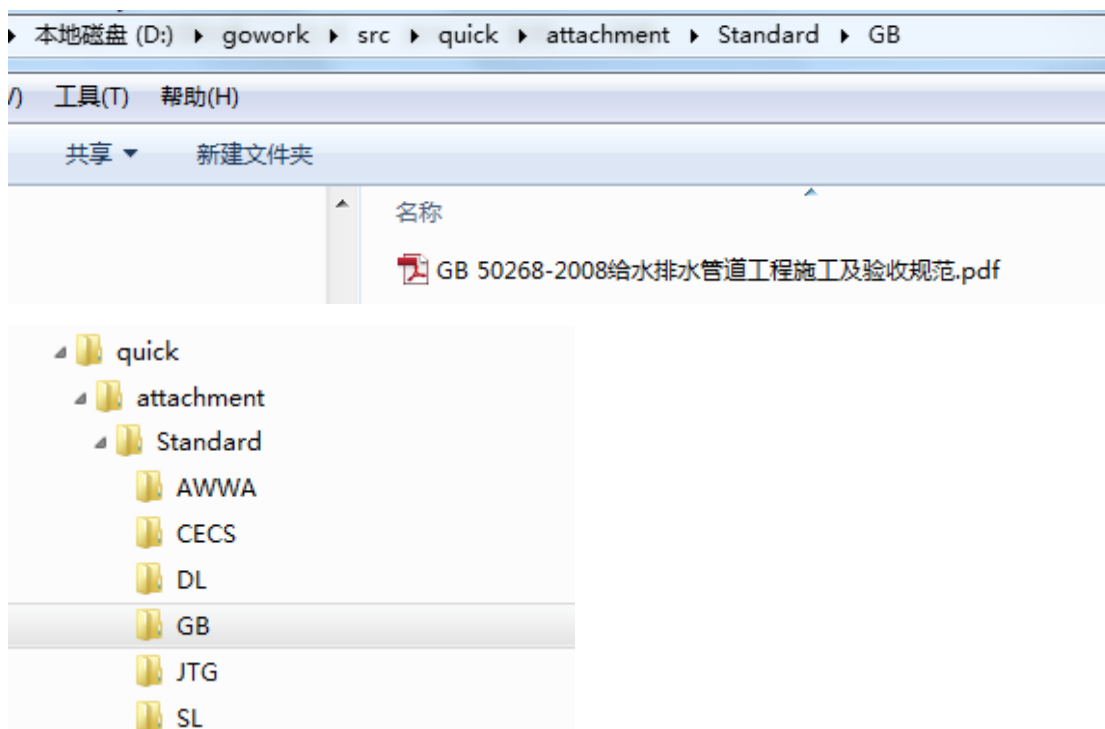 本地磁盘 (D:) gowork src quick attachment Standard GB
) 工具(T) 帮助(H)
共享 新建文件夹
名称
GB 50268-2008给水排水管道工程施工及验收规范.pdf
quick
attachment
Standard
AWWA
CECS
DL
GB
JTG
SL